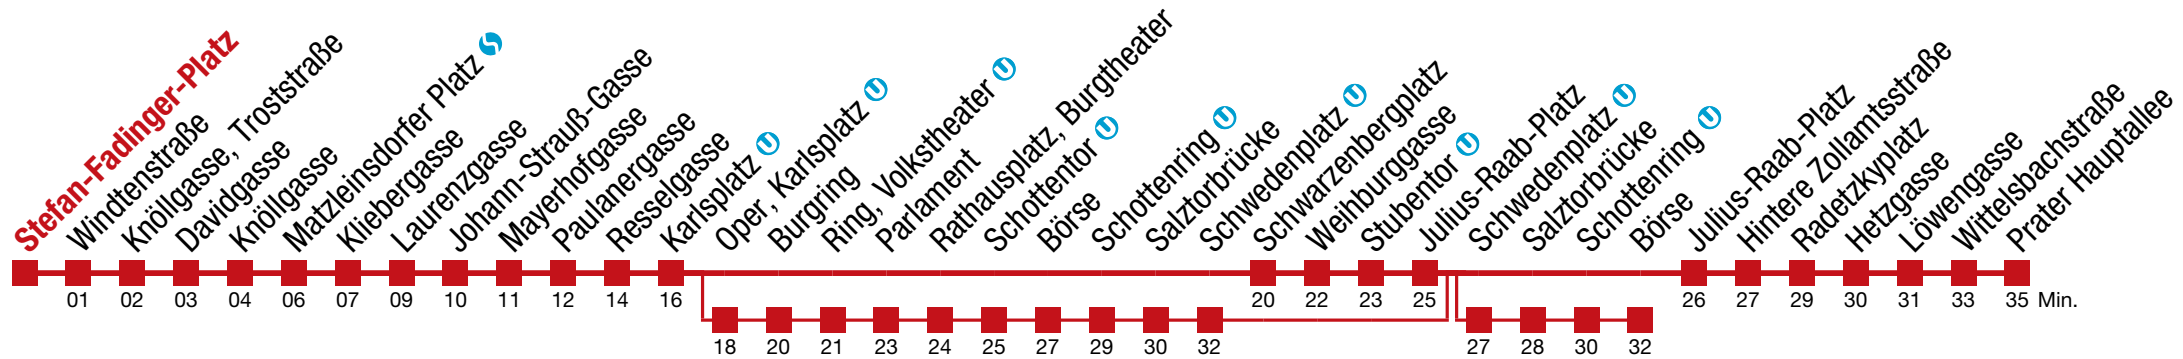 Stefan-Fadinger-Platz
Windtenstraße
Knöllgasse, Troststraße
Davidgasse
Knöllgasse
Matzleinsdorfer Platz S
Kliebergasse
Laurenzgasse
Johann-Strauß-Gasse
Mayerhofgasse
Paulanergasse
Resselgasse
Karlsplatz U
Oper, Karlsplatz U
Burgring
Ring, Volkstheater U
Parlament
Rathausplatz, Burgtheater
Schottentor U
Börse
Schottenring U
Salztorbrücke
Schwedenplatz U
Schwarzenbergplatz
Weihburggasse
Stubentor U
Julius-Raab-Platz
Schwedenplatz U
Salztorbrücke
Schottenring U
Börse
Julius-Raab-Platz
Hintere Zollamtsstraße
Radetzkyplatz
Hetzgasse
Löwengasse
Wittelsbachstraße
Prater Hauptallee
01 02 03 04 06 07 09 10 11 12 14 16 20 22 23 25 26 27 29 30 31 33 35 Min.
18 20 21 23 24 25 27 29 30 32 27 28 30 32